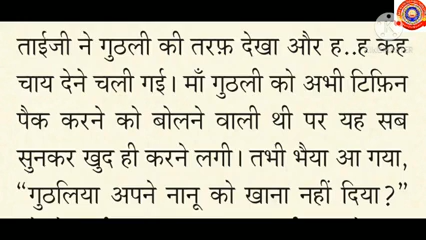 ताईजी ने गुठली की तरफ़ देखा और ह..ह कह
चाय देने चली गई। माँ गुठली को अभी टिफ़िन
पैक करने को बोलने वाली थी पर यह सब
सुनकर खुद ही करने लगी। तभी भैया आ गया,
“गुठलिया अपने नानू को खाना नहीं दिया?”